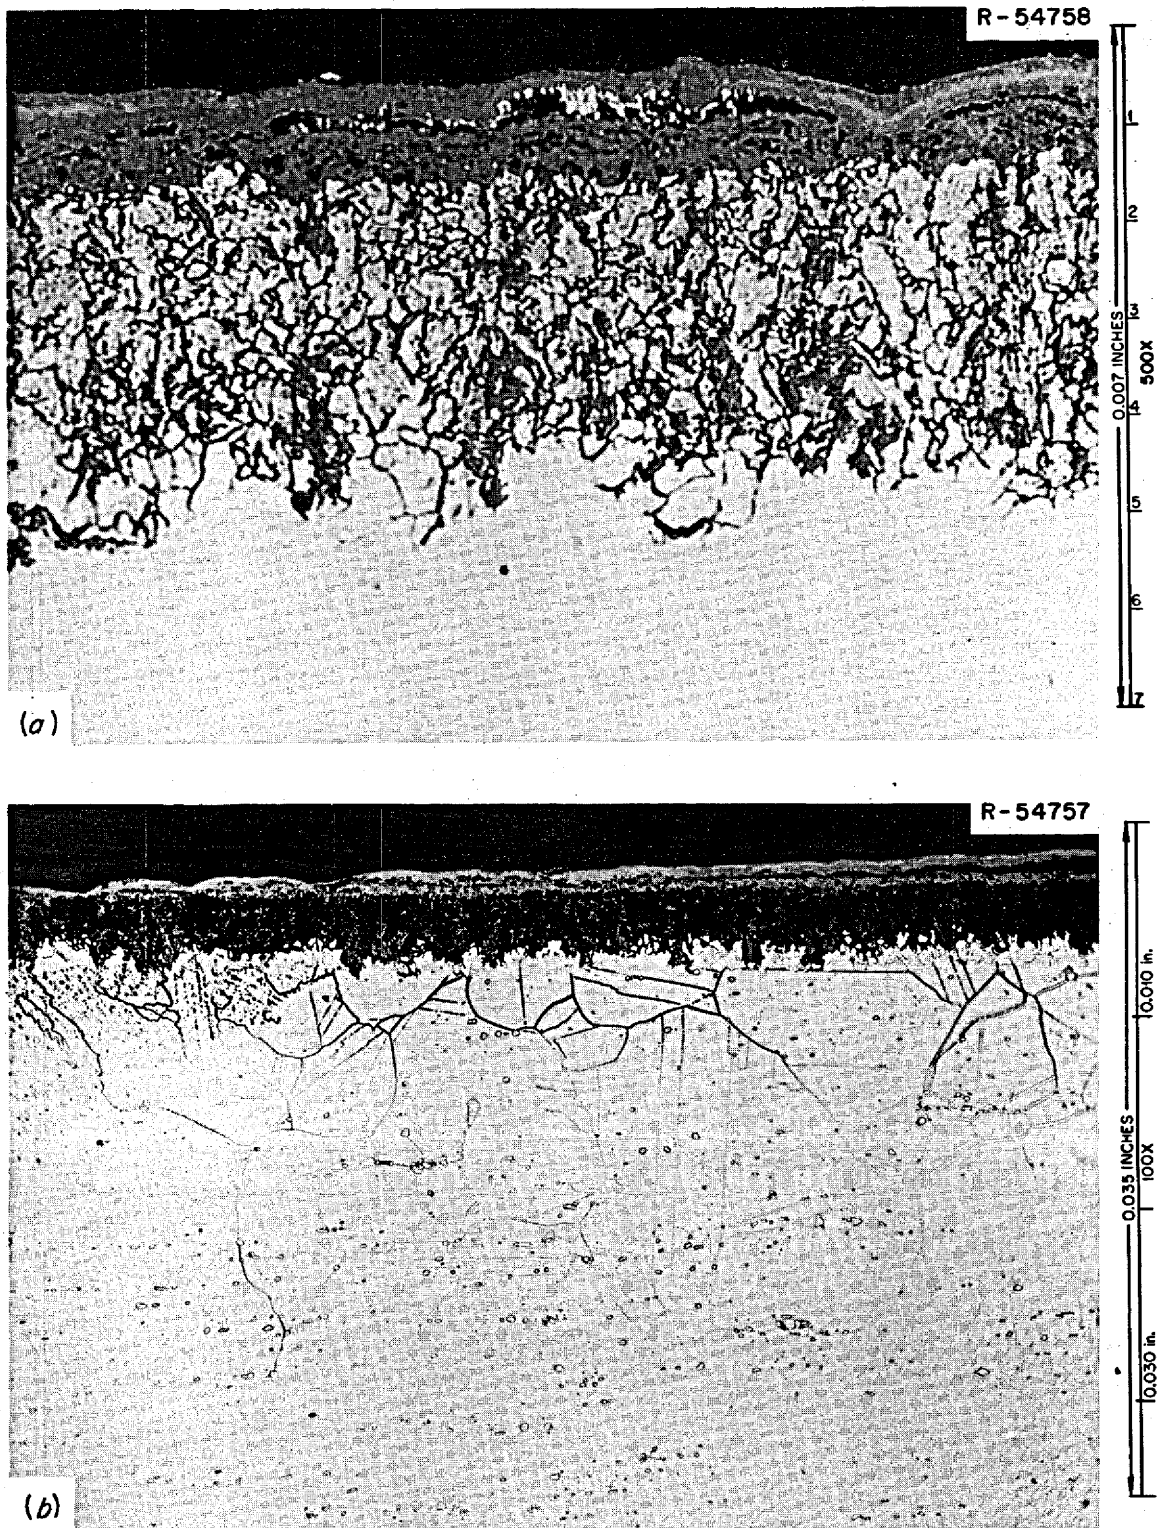 R-54758
1
2
3
4
5
6
7
0.007 INCHES
500X
(a)
R-54757
0.010 in.
0.035 INCHES
100X
0.030 in.
(b)